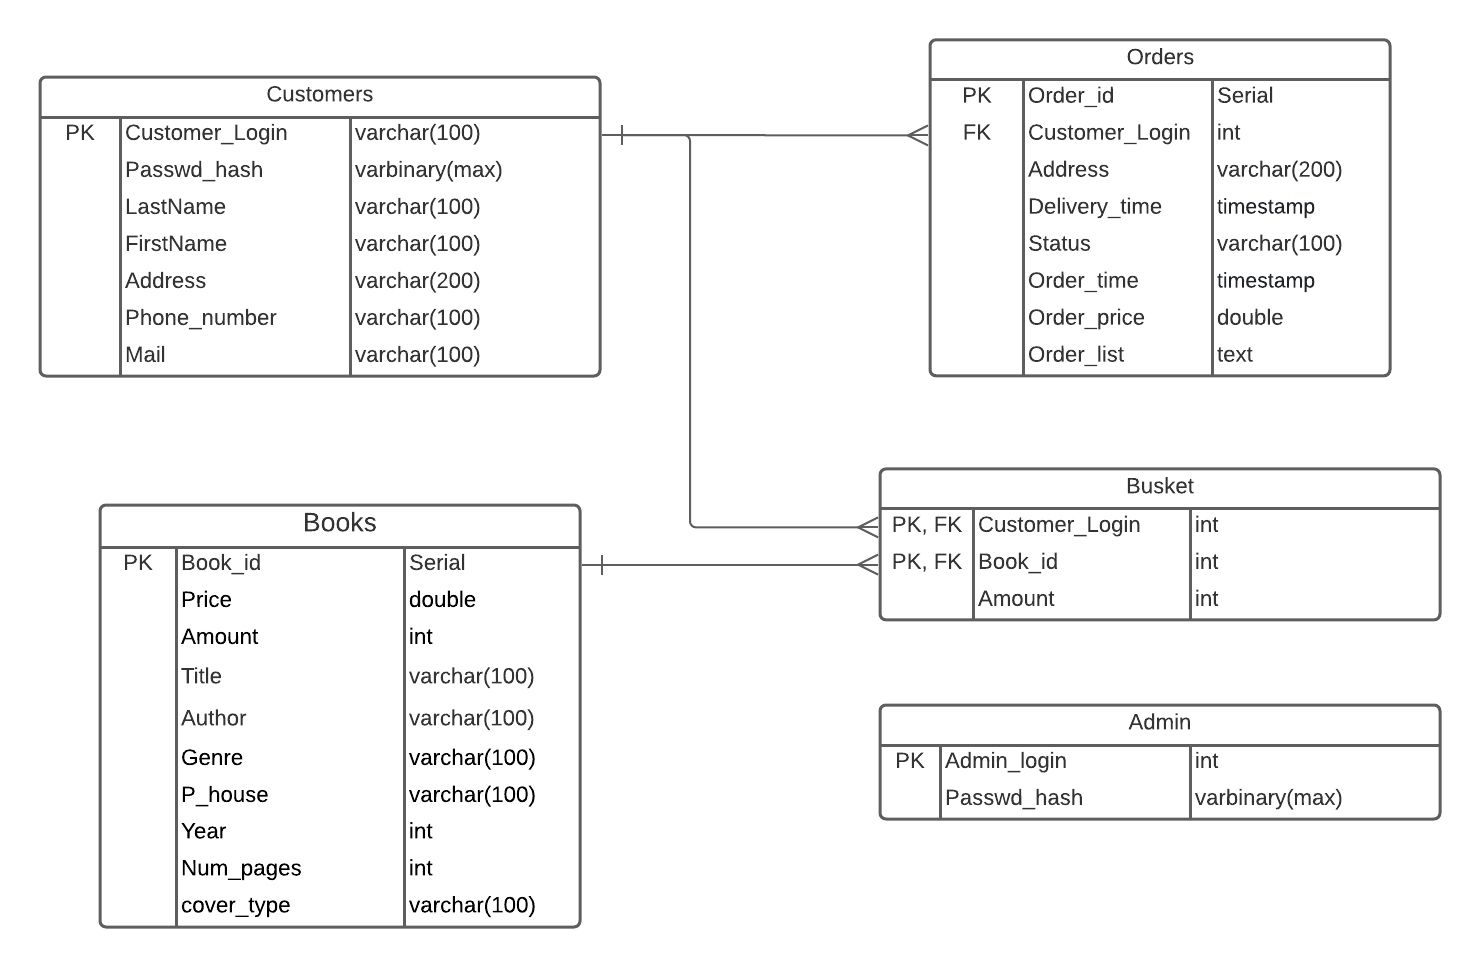 Customers
PK Customer_Login varchar(100)
Passwd_hash varbinary(max)
LastName varchar(100)
FirstName varchar(100)
Address varchar(200)
Phone_number varchar(100)
Mail varchar(100)
Orders
PK Order_id Serial
FK Customer_Login int
Address varchar(200)
Delivery_time timestamp
Status varchar(100)
Order_time timestamp
Order_price double
Order_list text
Books
PK Book_id Serial
Price double
Amount int
Title varchar(100)
Author varchar(100)
Genre varchar(100)
P_house varchar(100)
Year int
Num_pages int
cover_type varchar(100)
Busket
PK, FK Customer_Login int
PK, FK Book_id int
Amount int
Admin
PK Admin_login int
Passwd_hash varbinary(max)